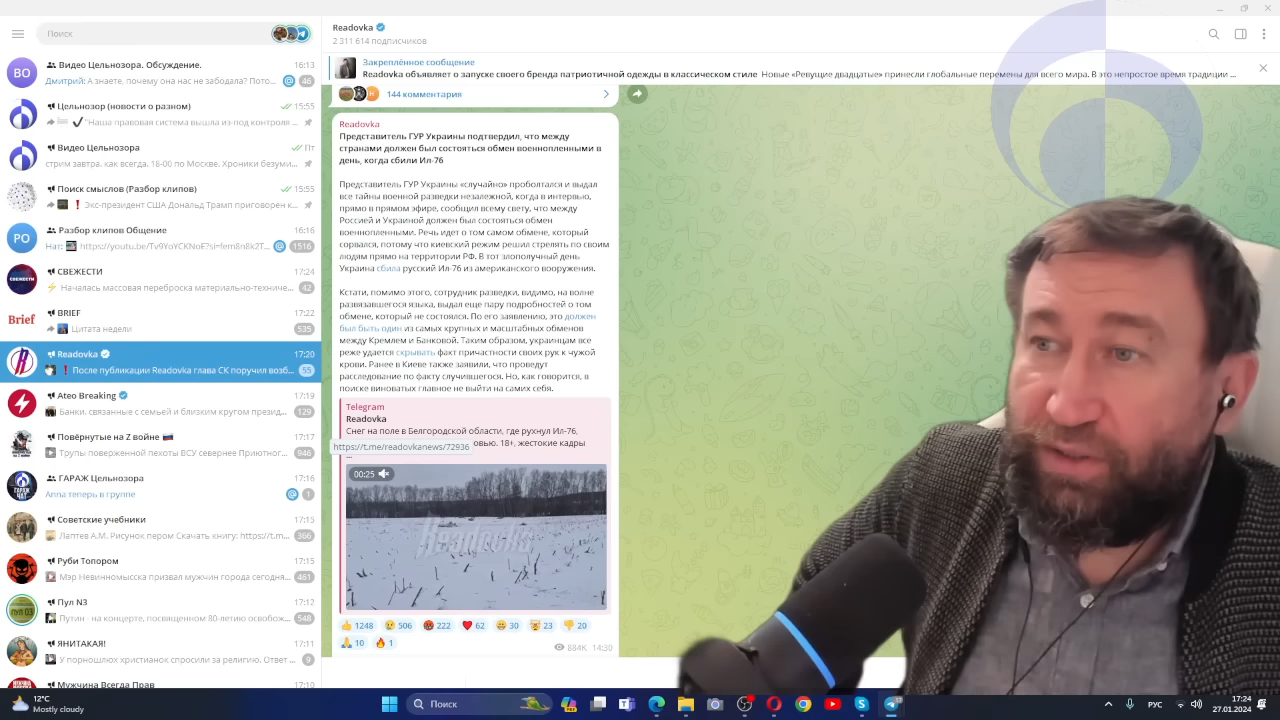 Поиск
ВО
Видео Цельнозора. Обсуждение.
16:13
Дмитрий: А знаете, почему она нас не забодала? Пото...
46
Цельнозор (новости о разном)
15:55
"Наша правовая система вышла из-под контроля ...
Видео Цельнозора
Пт
стрим завтра, как всегда, 18-00 по Москве. Хроники безуми...
Поиск смыслов (Разбор клипов)
15:55
Экс-президент США Дональд Трамп приговорен к...
РО
Разбор клипов Общение
16:16
Нат: https://youtu.be/Tv9YoYCKNoE?si=fem8n8k2T...
1516
СВЕЖЕСТИ
17:24
Началась массовая переброска материально-техниче...
42
Brief
BRIEF
17:22
Цитата недели
535
Readovka
17:20
После публикации Readovka глава СК поручил возб...
55
Ateo Breaking
17:19
Банки, связанные с семьей и близким кругом презид...
129
Повёрнутые на Z войне
17:17
Трупы поверженной пехоты ВСУ севернее Приютног...
946
ГАРАЖ Цельнозора
17:16
Anna теперь в группе
1
Советские учебники
17:15
Лаптев А.М. Рисунок пером Скачать книгу: https://t.m...
366
Руби Топором
17:15
Мэр Невинномысска призвал мужчин города сегодня...
461
Пул N3
17:12
Путин - на концерте, посвященном 80-летию освобож...
548
ЯНИТАКАЯ!
17:11
У порношлюх христианок спросили за религию. Ответ ...
9
Мужчина Всегда Прав
17:10
Readovka
2 311 614 подписчиков
Закреплённое сообщение
Readovka объявляет о запуске своего бренда патриотичной одежды в классическом стиле Новые «Ревущие двадцатые» принесли глобальные перемены для всего мира. В это непростое время традиции ...
144 комментария
Readovka
Представитель ГУР Украины подтвердил, что между
странами должен был состояться обмен военнопленными в
день, когда сбили Ил-76
Представитель ГУР Украины «случайно» проболтался и выдал
все тайны военной разведки незалежной, когда в интервью,
прямо в прямом эфире, сообщил всему свету, что между
Россией и Украиной должен был состояться обмен
военнопленными. Речь идет о том самом обмене, который
сорвался, потому что киевский режим решил стрелять по своим
людям прямо на территории РФ. В тот злополучный день
Украина сбила русский Ил-76 из американского вооружения.
Кстати, помимо этого, сотрудник разведки, видимо, на волне
развязавшегося языка, выдал еще пару подробностей о том
обмене, который не состоялся. По его заявлению, это должен
был быть один из самых крупных и масштабных обменов
между Кремлем и Банковой. Таким образом, украинцам все
реже удается скрывать факт причастности своих рук к чужой
крови. Ранее в Киеве также заявили, что проведут
расследование по факту случившегося. Но, как говорится, в
поиске виноватых главное не выйти на самих себя.
Telegram
Readovka
Снег на поле в Белгородской области, где рухнул Ил-76,
https://t.me/readovkanews/72936
овью. 18+, жестокие кадры
...
00:25
Readovka
1248
506
222
62
30
23
20
10
1
884K 14:30
12°C
Mostly cloudy
Поиск
РУС
17:24
27.01.2024